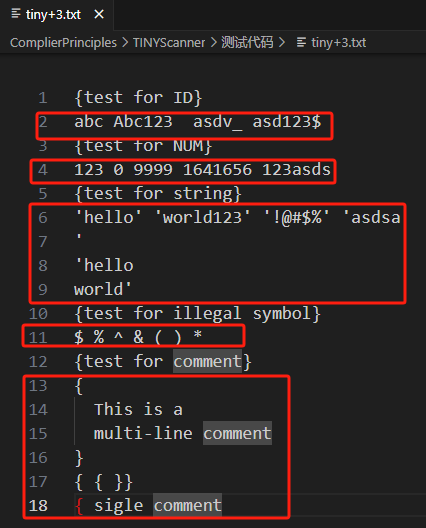 tiny+3.txt ×
ComplierPrinciples > TINYScanner > 测试代码 > tiny+3.txt
1 {test for ID}
2 abc Abc123  asdv_ asd123$
3 {test for NUM}
4 123 0 9999 1641656 123asds
5 {test for string}
6 'hello' 'world123' '!@#$%' 'asdsa
7 '
8 'hello
9 world'
10 {test for illegal symbol}
11 $ % ^ & ( ) *
12 {test for comment}
13 {
14   This is a
15   multi-line comment
16 }
17 { { }}
18 { sigle comment